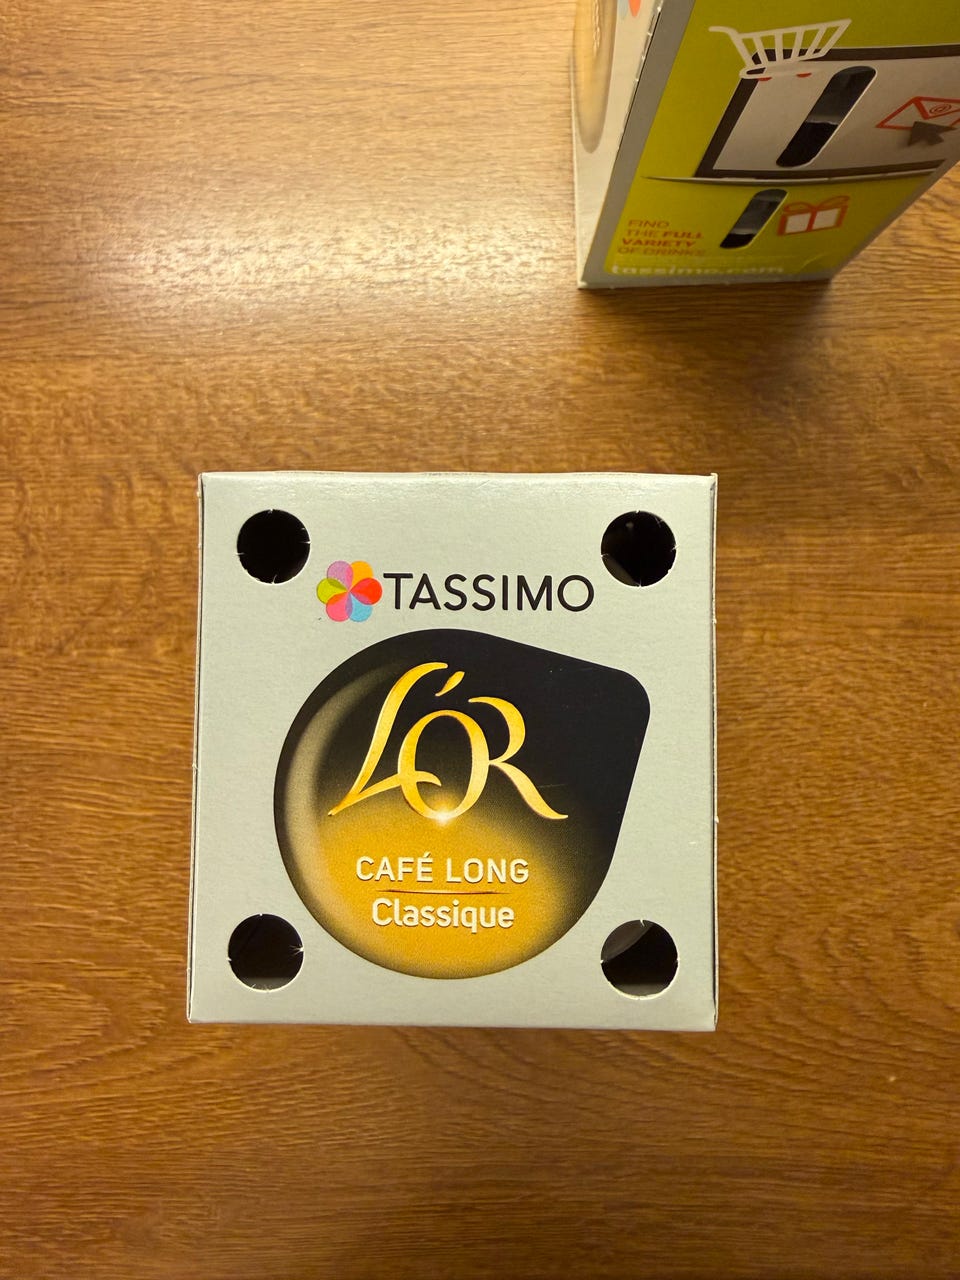 FIND
THE FULL
VARIETY
OF DRINKS
tassimo.com
TASSIMO
L'OR
CAFÉ LONG
Classique